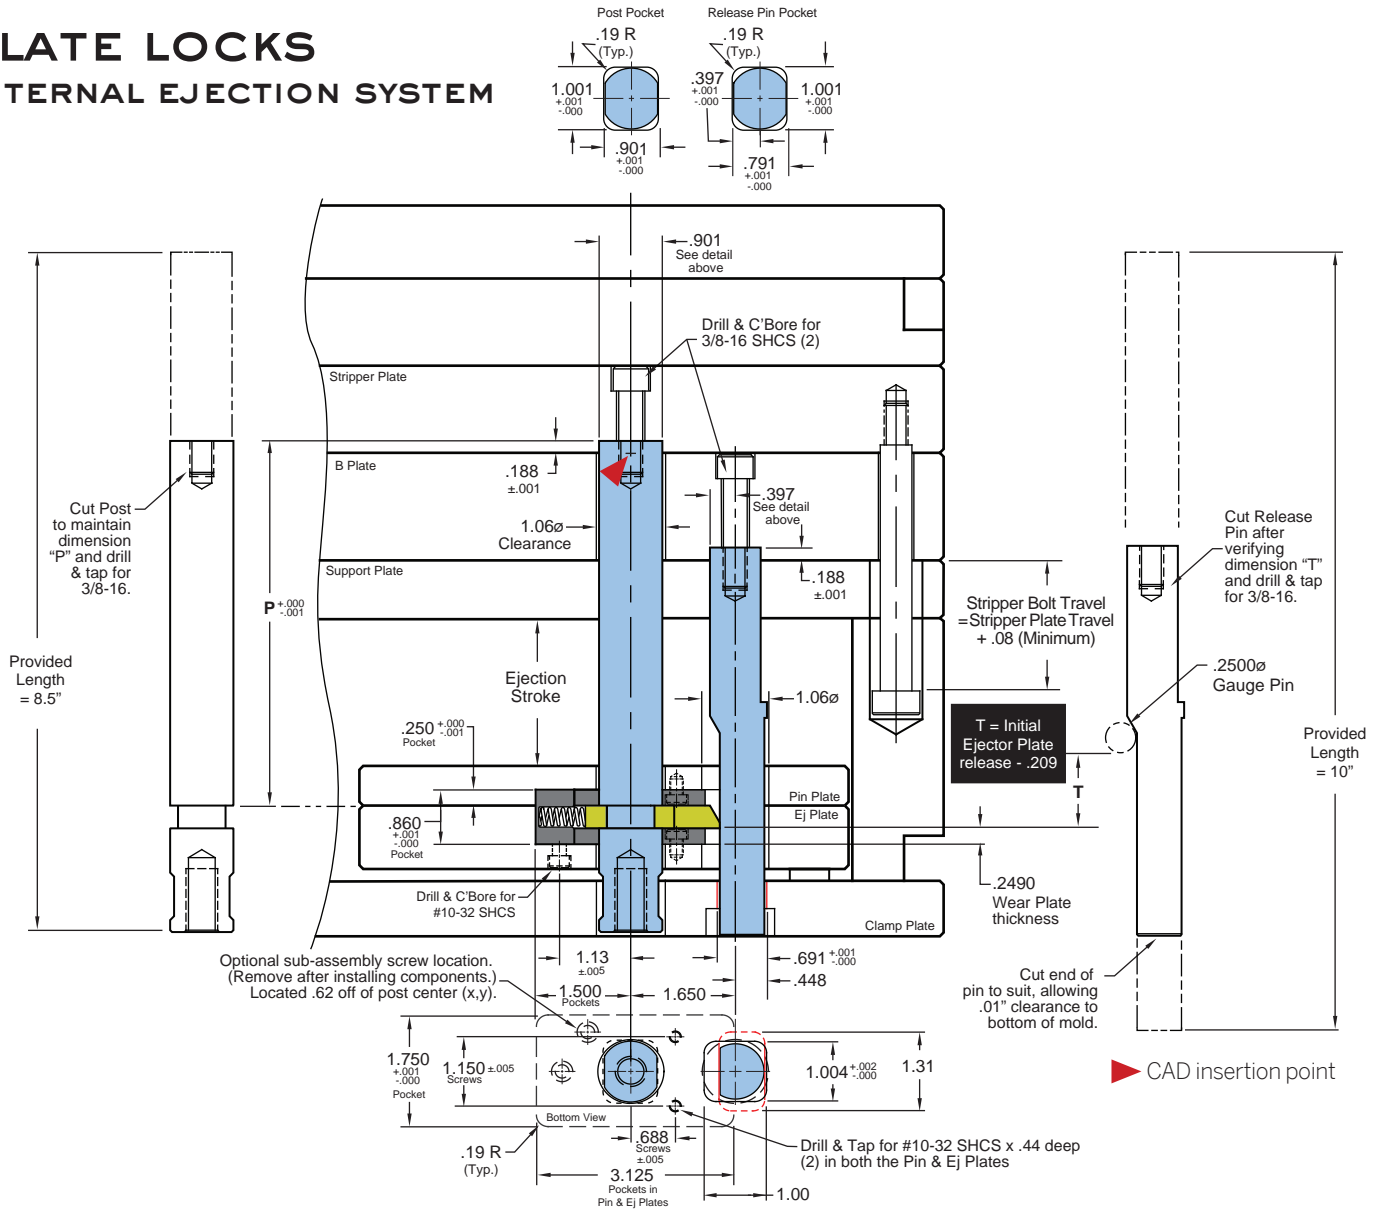 LATE LOCKS
TERNAL EJECTION SYSTEM
Post Pocket
.19 R
(Typ.)
1.001
+.001
-.000
.901
+.001
-.000
Release Pin Pocket
.19 R
(Typ.)
.397
+.001
-.000
1.001
+.001
-.000
.791
+.001
-.000
.901
See detail
above
Drill & C'Bore for
3/8-16 SHCS (2)
Stripper Plate
B Plate
.188
±.001
.397
See detail
above
1.06ø
Clearance
Support Plate
.188
±.001
Cut Post
to maintain
dimension
“P” and drill
& tap for
3/8-16.
P +.000
-.001
Provided
Length
= 8.5”
Ejection
Stroke
1.06ø
.250 +.000
-.001
Pocket
Pin Plate
Ej Plate
.860
+.001
-.000
Pocket
Drill & C'Bore for
#10-32 SHCS
Clamp Plate
Stripper Bolt Travel
=Stripper Plate Travel
+ .08 (Minimum)
T = Initial
Ejector Plate
release - .209
T
.2490
Wear Plate
thickness
Cut Release
Pin after
verifying
dimension “T”
and drill & tap
for 3/8-16.
.2500ø
Gauge Pin
Provided
Length
= 10”
Cut end of
pin to suit, allowing
.01” clearance to
bottom of mold.
CAD insertion point
Optional sub-assembly screw location.
(Remove after installing components.)
Located .62 off of post center (x,y).
1.13
±.005
1.500
Pockets
1.650
.691 +.001
-.000
.448
1.750
+.001
-.000
Pocket
1.150 ±.005
Screws
1.004 +.002
-.000
1.31
Bottom View
.19 R
(Typ.)
.688
Screws
±.005
3.125
Pockets in
Pin & Ej Plates
Drill & Tap for #10-32 SHCS x .44 deep
(2) in both the Pin & Ej Plates
1.00